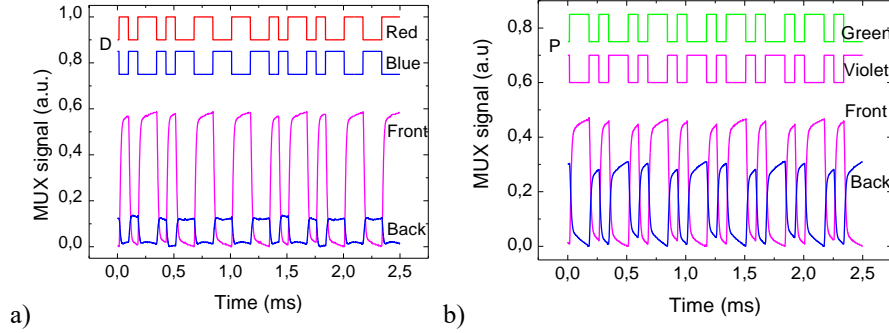 1,0
0,8
0,6
0,4
0,2
0,0
MUX signal (a.u.)
D
Red
Blue
Front
Back
0,0 0,5 1,0 1,5 2,0 2,5
Time (ms)
a)
0,8
0,6
0,4
0,2
0,0
MUX signal (a.u)
P
Green
Violet
Front
Back
0,0 0,5 1,0 1,5 2,0 2,5
Time (ms)
b)